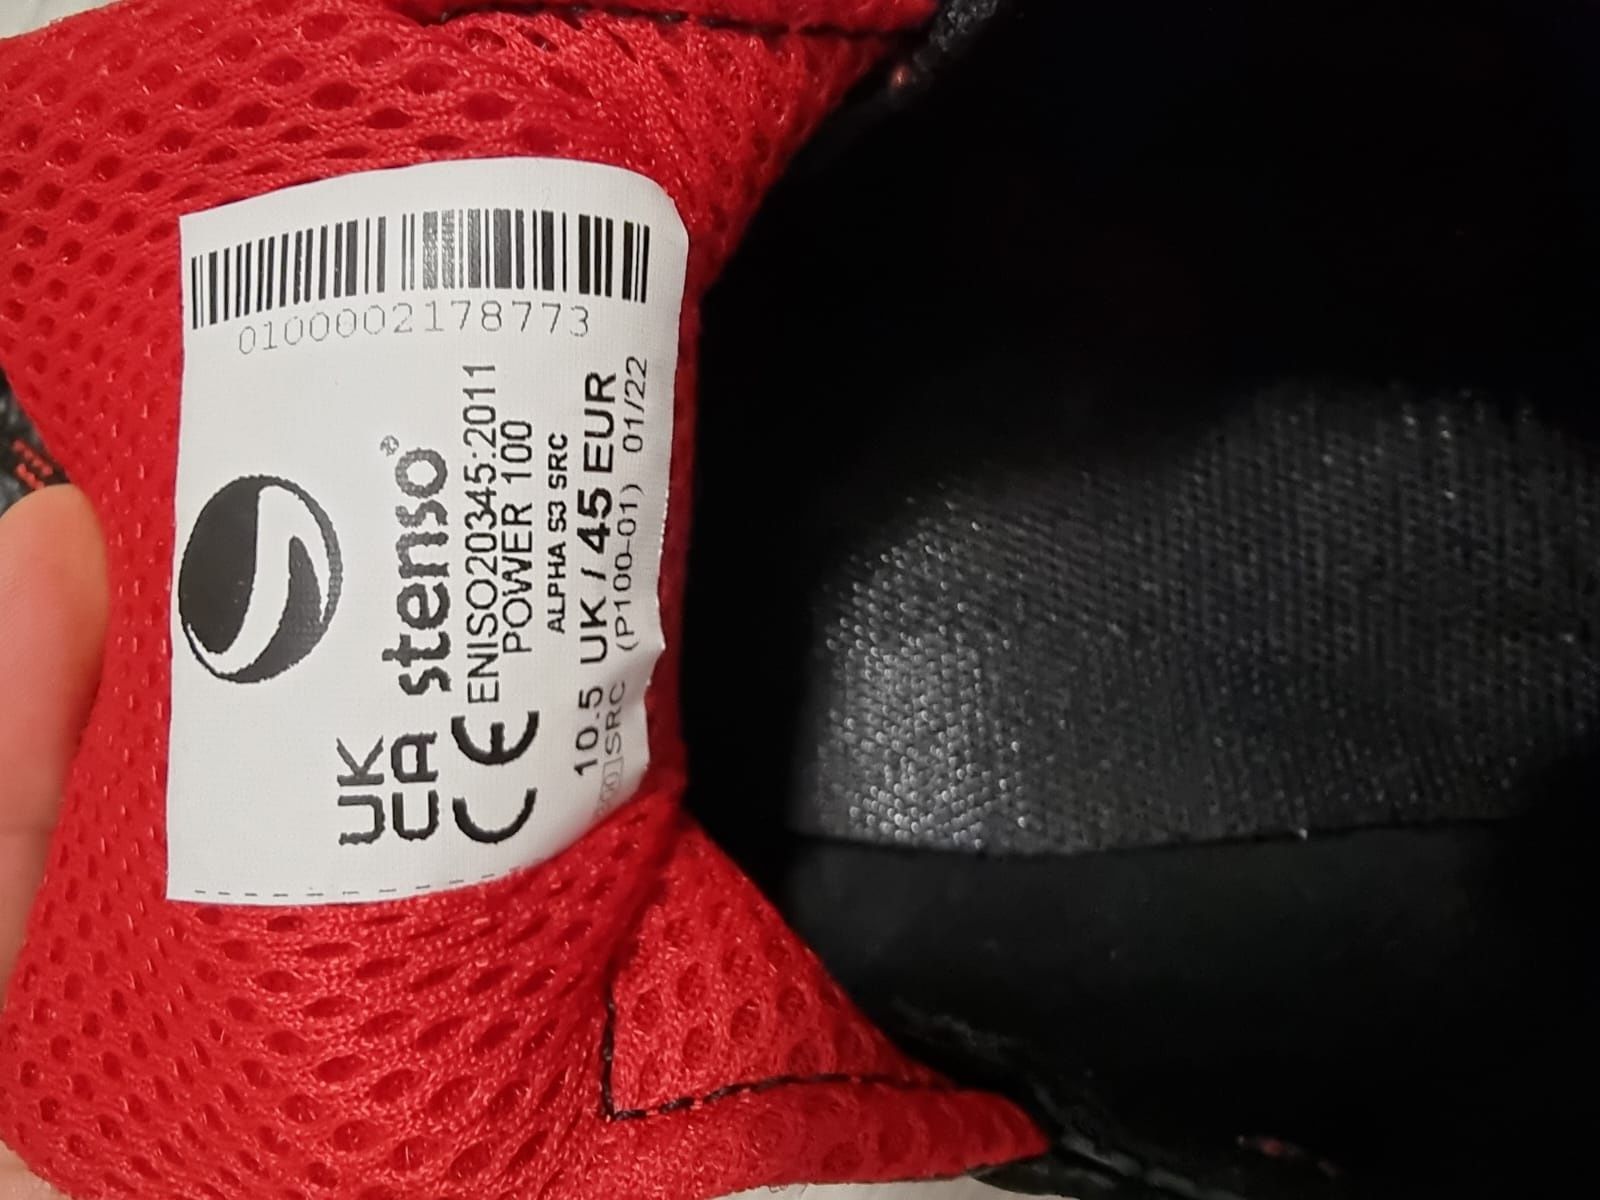 0100002178773
stenso®
UK
CA
CE ENISO20345:2011
POWER 100
ALPHA S3 SRC
10.5 UK / 45 EUR
SRC (P100-01) 01/22